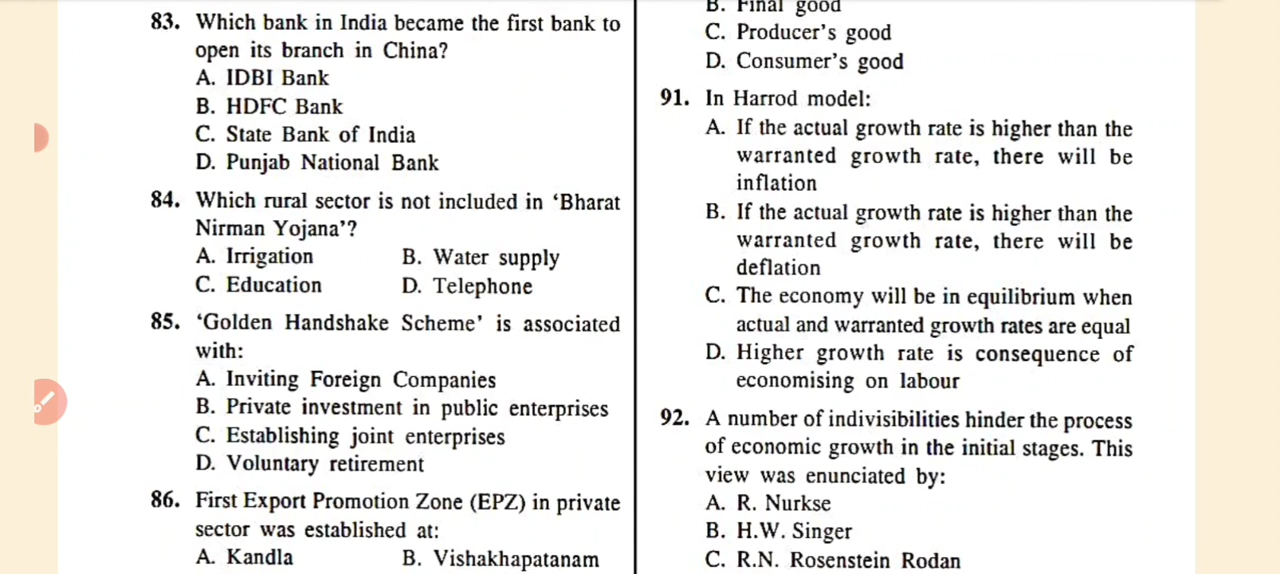 83. Which bank in India became the first bank to
open its branch in China?
A. IDBI Bank
B. HDFC Bank
C. State Bank of India
D. Punjab National Bank
84. Which rural sector is not included in ‘Bharat
Nirman Yojana’?
A. Irrigation B. Water supply
C. Education D. Telephone
85. ‘Golden Handshake Scheme’ is associated
with:
A. Inviting Foreign Companies
B. Private investment in public enterprises
C. Establishing joint enterprises
D. Voluntary retirement
86. First Export Promotion Zone (EPZ) in private
sector was established at:
A. Kandla B. Vishakhapatanam
B. Final good
C. Producer’s good
D. Consumer’s good
91. In Harrod model:
A. If the actual growth rate is higher than the
warranted growth rate, there will be
inflation
B. If the actual growth rate is higher than the
warranted growth rate, there will be
deflation
C. The economy will be in equilibrium when
actual and warranted growth rates are equal
D. Higher growth rate is consequence of
economising on labour
92. A number of indivisibilities hinder the process
of economic growth in the initial stages. This
view was enunciated by:
A. R. Nurkse
B. H.W. Singer
C. R.N. Rosenstein Rodan